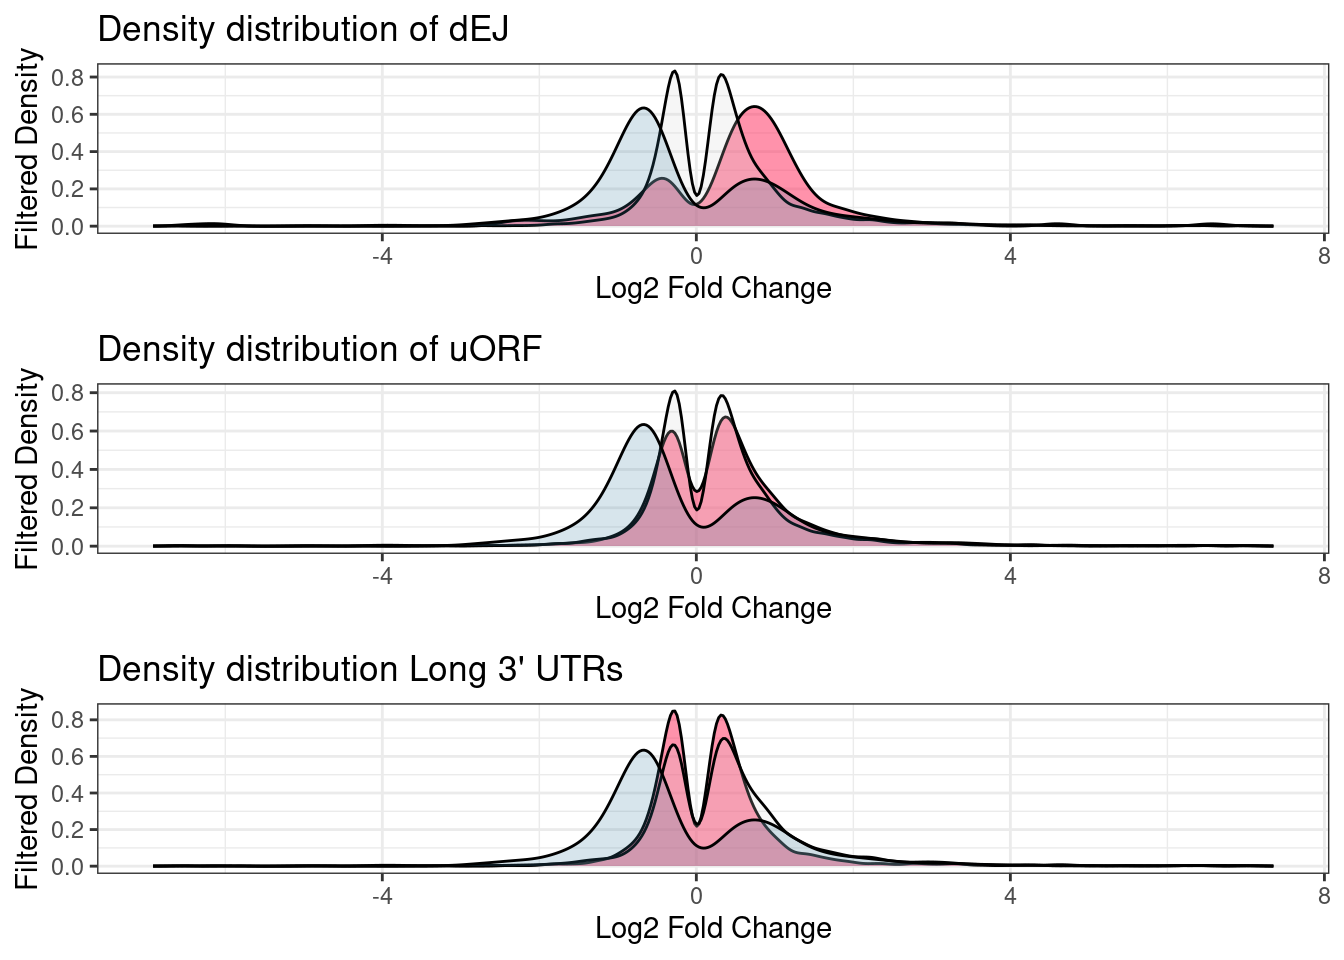 Density distribution of dEJ
Filtered Density
0.8
0.6
0.4
0.2
0.0
-4 0 4 8
Log2 Fold Change
Density distribution of uORF
Filtered Density
0.8
0.6
0.4
0.2
0.0
-4 0 4 8
Log2 Fold Change
Density distribution Long 3' UTRs
Filtered Density
0.8
0.6
0.4
0.2
0.0
-4 0 4 8
Log2 Fold Change